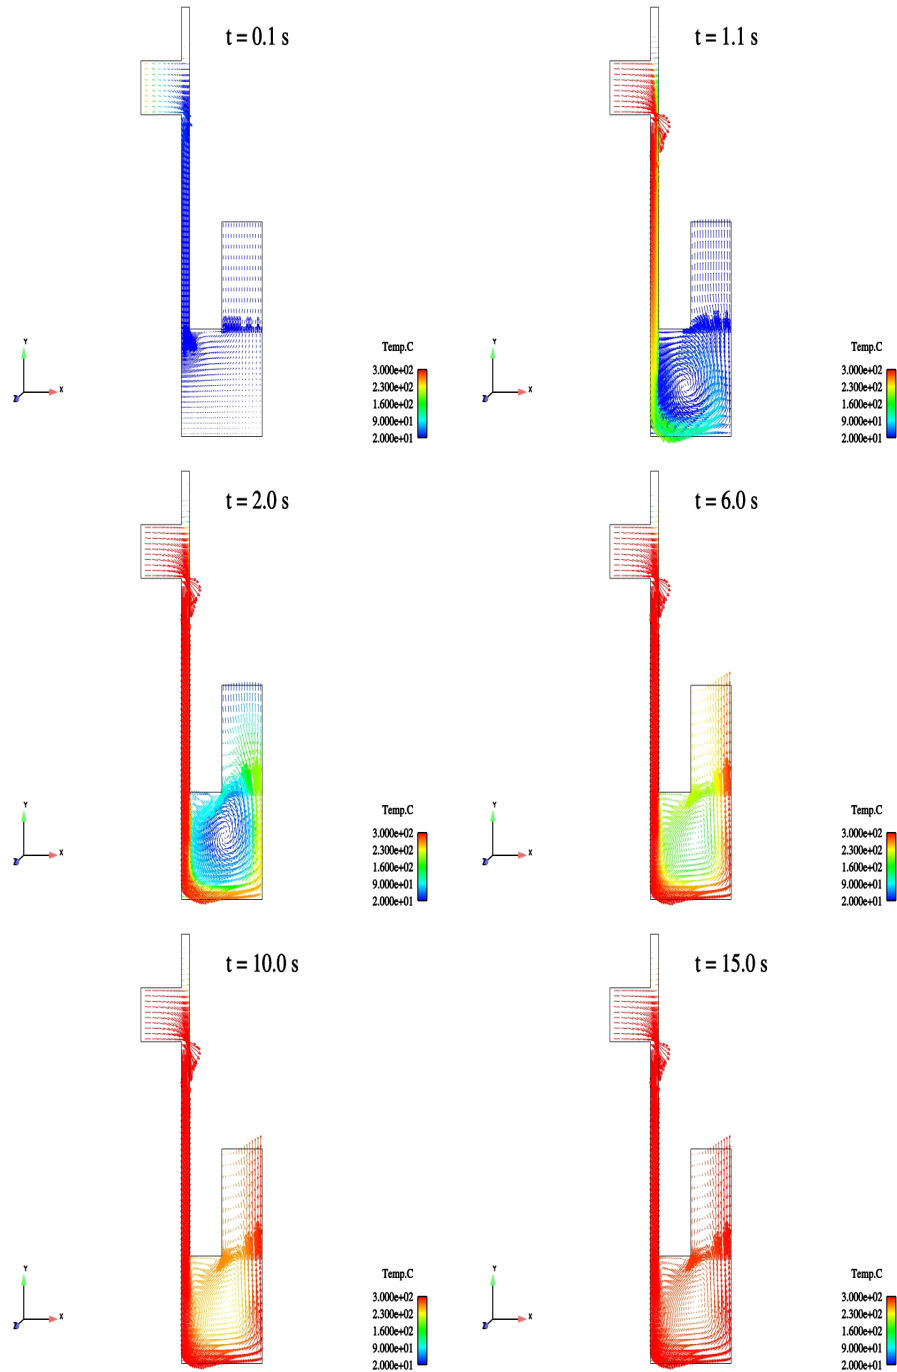 t = 0.1 s
Temp.C
3.000e+02
2.300e+02
1.600e+02
9.000e+01
2.000e+01
Y
X
Z
t = 1.1 s
Temp.C
3.000e+02
2.300e+02
1.600e+02
9.000e+01
2.000e+01
Y
X
Z
t = 2.0 s
Temp.C
3.000e+02
2.300e+02
1.600e+02
9.000e+01
2.000e+01
Y
X
Z
t = 6.0 s
Temp.C
3.000e+02
2.300e+02
1.600e+02
9.000e+01
2.000e+01
Y
X
Z
t = 10.0 s
Temp.C
3.000e+02
2.300e+02
1.600e+02
9.000e+01
2.000e+01
Y
X
Z
t = 15.0 s
Temp.C
3.000e+02
2.300e+02
1.600e+02
9.000e+01
2.000e+01
Y
X
Z